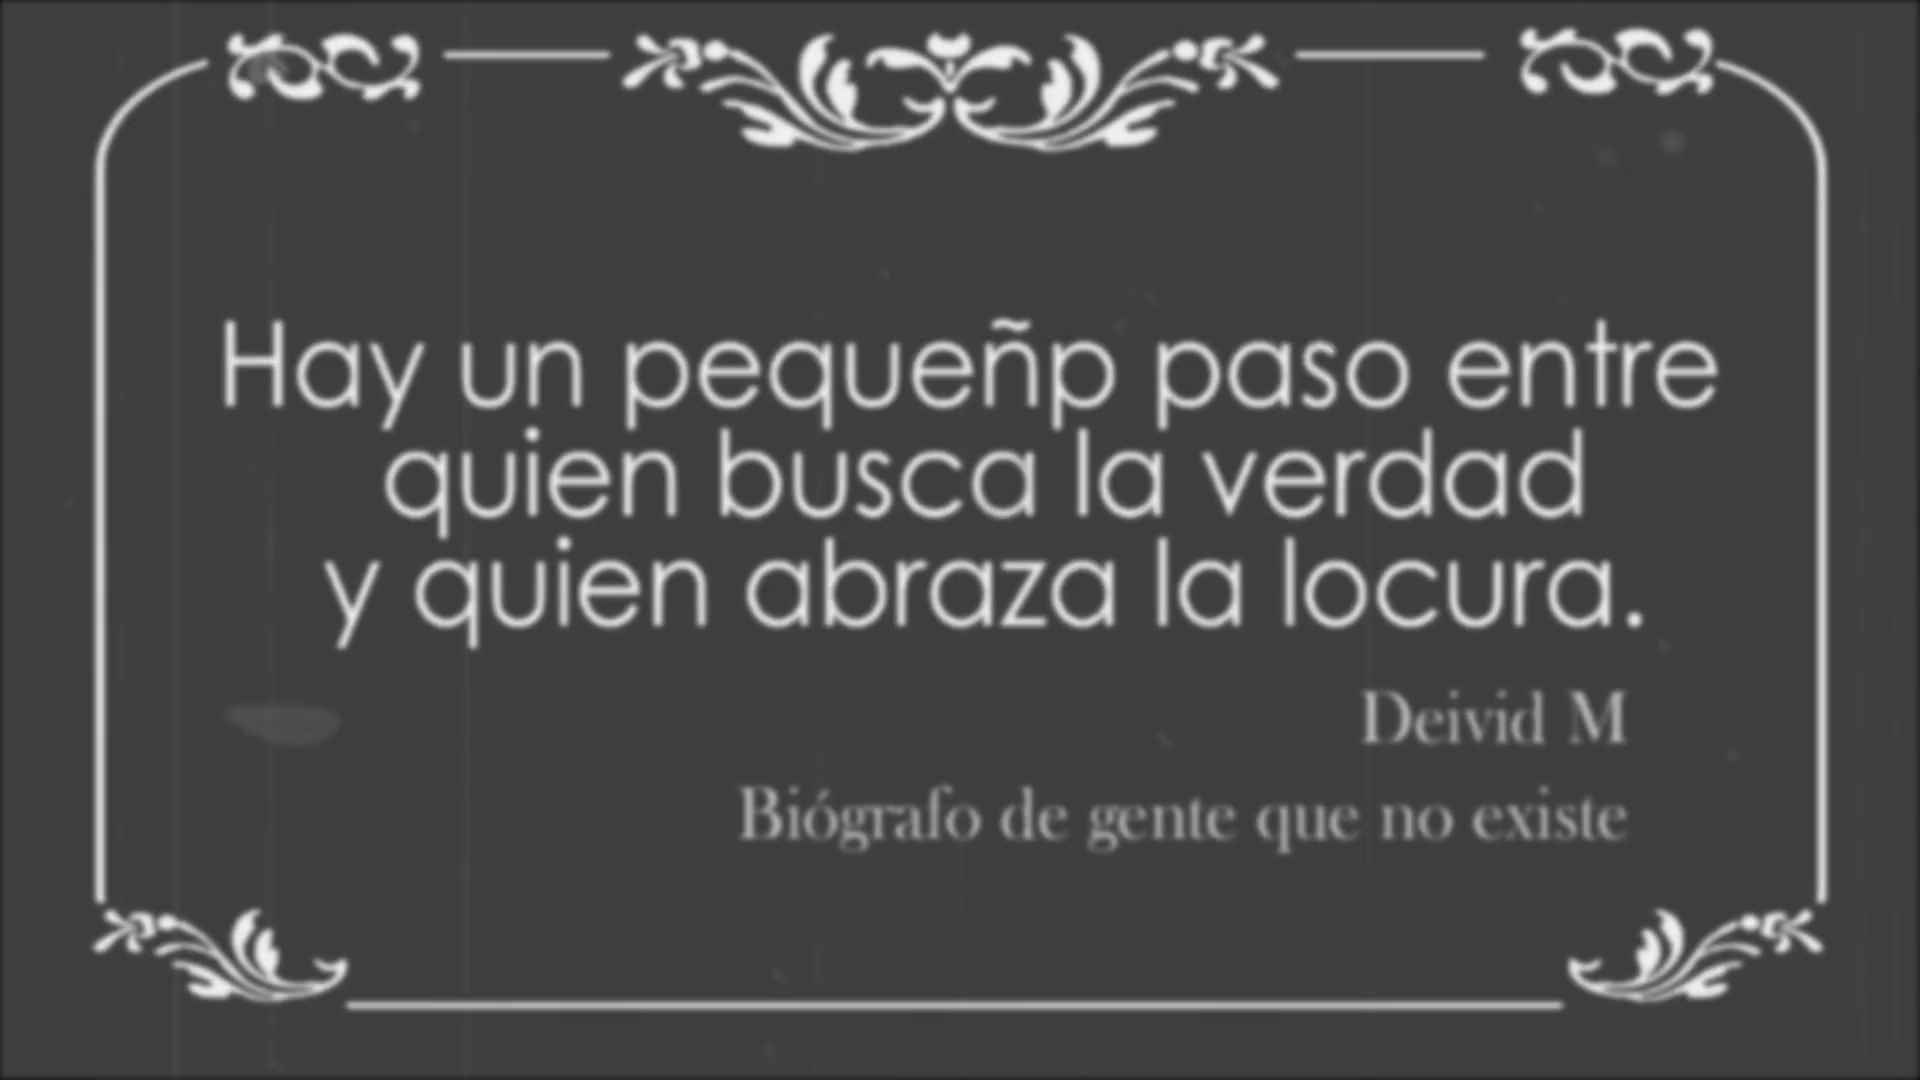 Hay un pequeñp paso entre
quien busca la verdad
y quien abraza la locura.
Deivid M
Biógrafo de gente que no existe